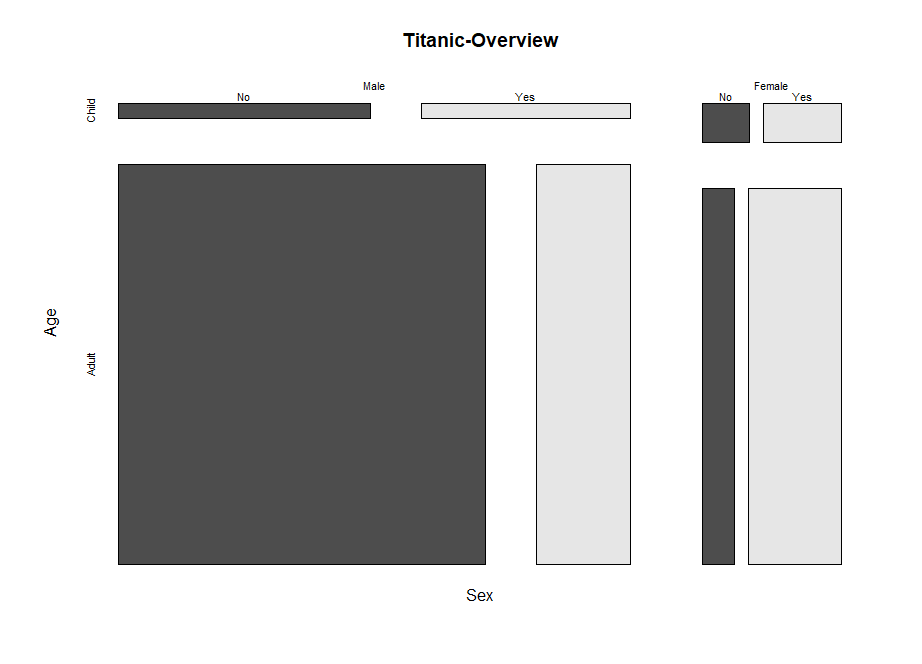 Titanic-Overview
Male Female
No Yes No Yes
Child
Adult
Age
Sex